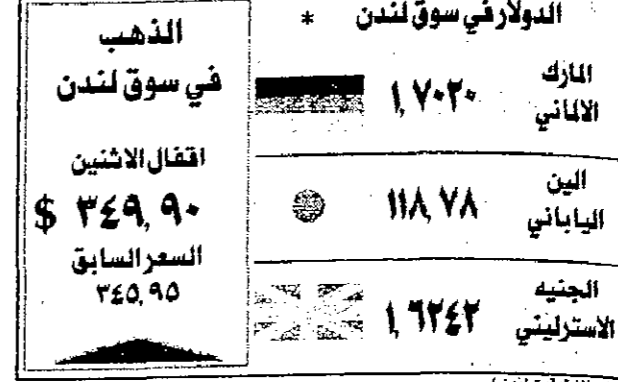 الدولار في سوق لندن *
المارك
الالماني
١,٧٠٢٠
الين
الياباني
١١٨,٧٨
الجنيه
الاسترليني
١,٦٢٤٢
الذهب
في سوق لندن
اقفال الاثنين
٣٤٩,٩٠ $
السعر السابق
٣٤٥,٩٥